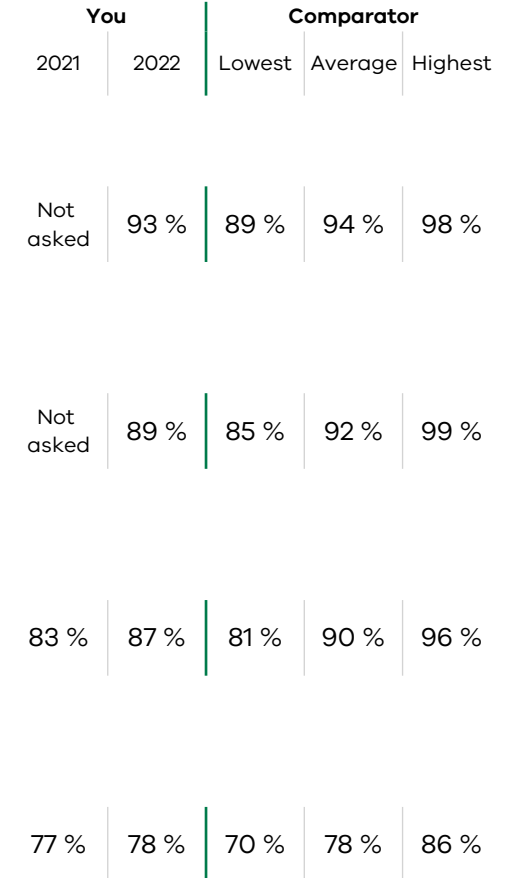 You Comparator
2021 2022 Lowest Average Highest
Not
asked 93 % 89 % 94 % 98 %
Not
asked 89 % 85 % 92 % 99 %
83 % 87 % 81 % 90 % 96 %
77 % 78 % 70 % 78 % 86 %